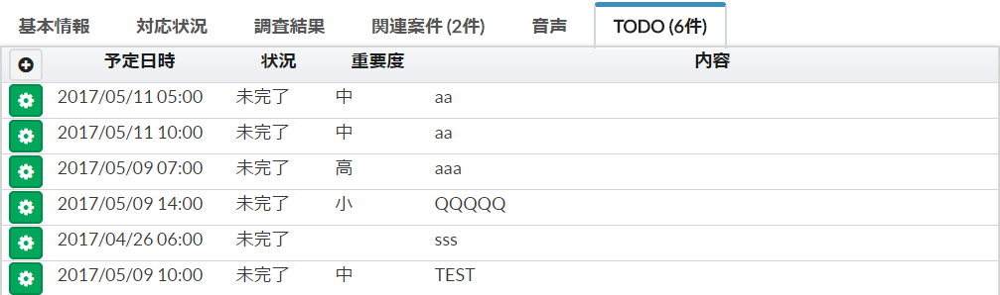 基本情報 対応状況 調査結果 関連案件 (2件) 音声 TODO (6件)
予定日時 状況 重要度 内容
2017/05/11 05:00 未完了 中 aa
2017/05/11 10:00 未完了 中 aa
2017/05/09 07:00 未完了 高 aaa
2017/05/09 14:00 未完了 小 QQQQQ
2017/04/26 06:00 未完了 sss
2017/05/09 10:00 未完了 中 TEST